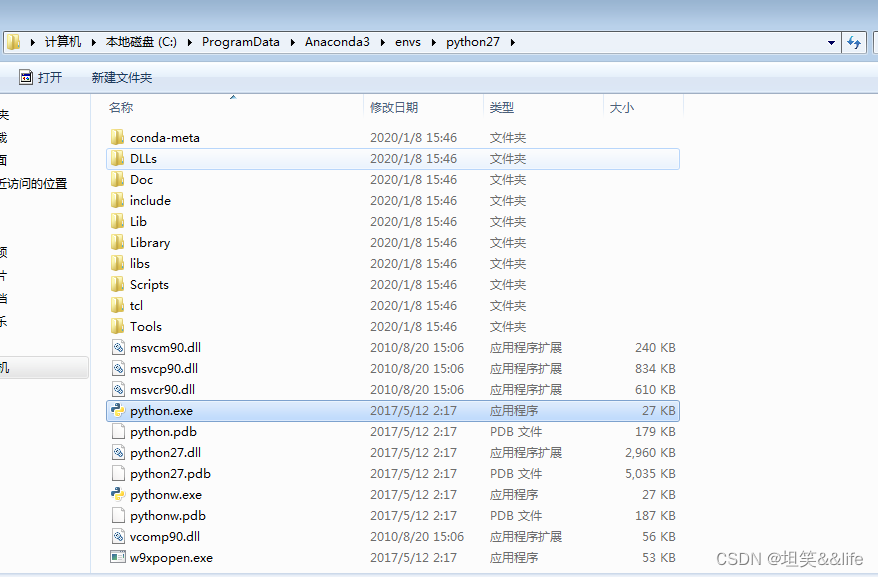 计算机 本地磁盘 (C:) ProgramData Anaconda3 envs python27
打开 新建文件夹
名称 修改日期 类型 大小
夹
conda-meta 2020/1/8 15:46 文件夹
DLLs 2020/1/8 15:46 文件夹
面
Doc 2020/1/8 15:46 文件夹
近访问的位置
include 2020/1/8 15:46 文件夹
Lib 2020/1/8 15:46 文件夹
Library 2020/1/8 15:46 文件夹
频
libs 2020/1/8 15:46 文件夹
片
Scripts 2020/1/8 15:46 文件夹
档
tcl 2020/1/8 15:46 文件夹
乐
Tools 2020/1/8 15:46 文件夹
msvcm90.dll 2010/8/20 15:06 应用程序扩展 240 KB
机
msvcp90.dll 2010/8/20 15:06 应用程序扩展 834 KB
msvcr90.dll 2010/8/20 15:06 应用程序扩展 610 KB
python.exe 2017/5/12 2:17 应用程序 27 KB
python.pdb 2017/5/12 2:17 PDB 文件 179 KB
python27.dll 2017/5/12 2:17 应用程序扩展 2,960 KB
python27.pdb 2017/5/12 2:17 PDB 文件 5,035 KB
pythonw.exe 2017/5/12 2:17 应用程序 27 KB
pythonw.pdb 2017/5/12 2:17 PDB 文件 187 KB
vcomp90.dll 2010/8/20 15:06 应用程序扩展 56 KB
w9xpopen.exe 2017/5/12 2:17 应用程序 53 KB
CSDN @坦笑&&life